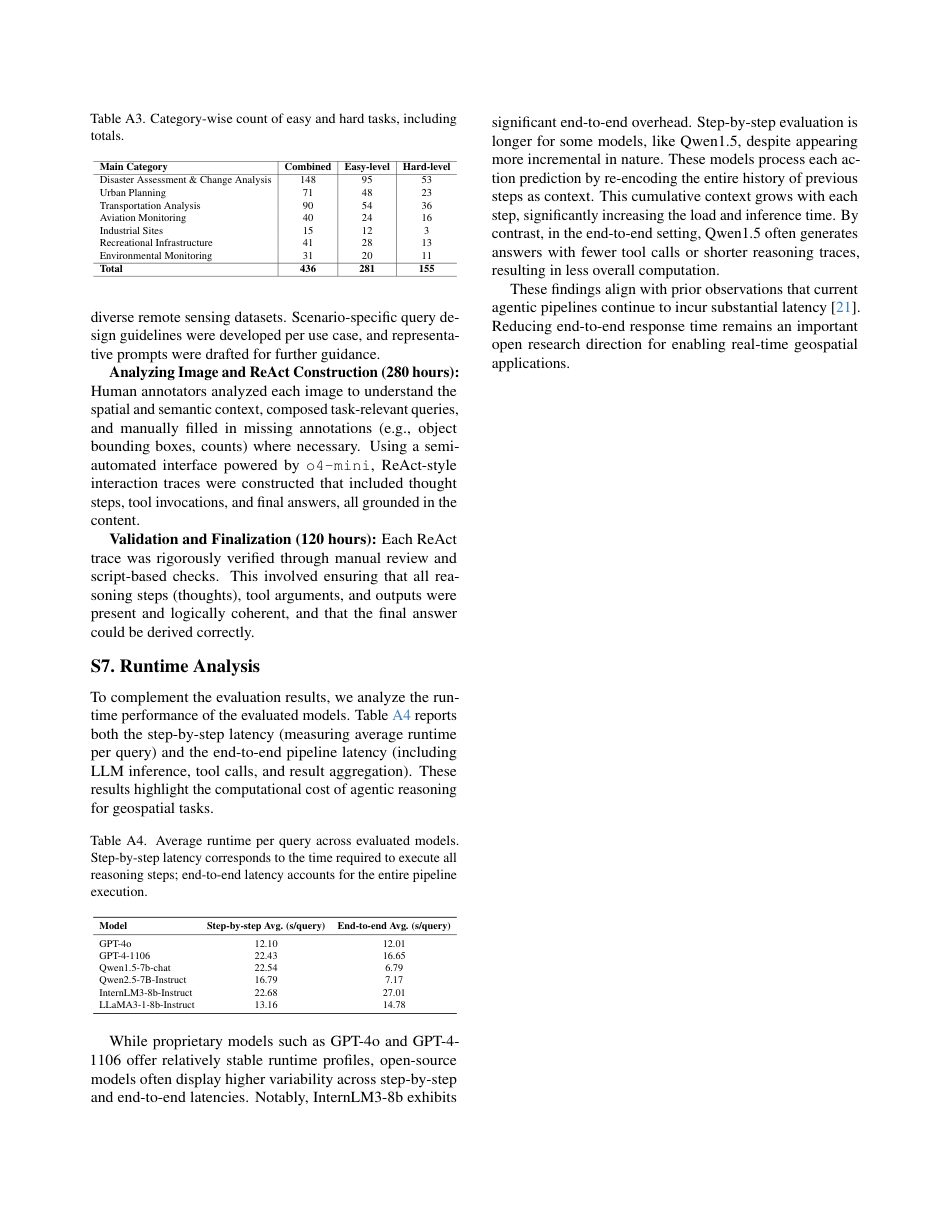 Table A3. Category-wise count of easy and hard tasks, including
totals.
Main Category Combined Easy-level Hard-level
Disaster Assessment & Change Analysis 148 95 53
Urban Planning 71 48 23
Transportation Analysis 90 54 36
Aviation Monitoring 40 24 16
Industrial Sites 15 12 3
Recreational Infrastructure 41 28 13
Environmental Monitoring 31 20 11
Total 436 281 155
diverse remote sensing datasets. Scenario-specific query de-
sign guidelines were developed per use case, and representa-
tive prompts were drafted for further guidance.
Analyzing Image and ReAct Construction (280 hours):
Human annotators analyzed each image to understand the
spatial and semantic context, composed task-relevant queries,
and manually filled in missing annotations (e.g., object
bounding boxes, counts) where necessary. Using a semi-
automated interface powered by o4-mini, ReAct-style
interaction traces were constructed that included thought
steps, tool invocations, and final answers, all grounded in the
content.
Validation and Finalization (120 hours): Each ReAct
trace was rigorously verified through manual review and
script-based checks. This involved ensuring that all rea-
soning steps (thoughts), tool arguments, and outputs were
present and logically coherent, and that the final answer
could be derived correctly.
S7. Runtime Analysis
To complement the evaluation results, we analyze the run-
time performance of the evaluated models. Table A4 reports
both the step-by-step latency (measuring average runtime
per query) and the end-to-end pipeline latency (including
LLM inference, tool calls, and result aggregation). These
results highlight the computational cost of agentic reasoning
for geospatial tasks.
Table A4. Average runtime per query across evaluated models.
Step-by-step latency corresponds to the time required to execute all
reasoning steps; end-to-end latency accounts for the entire pipeline
execution.
Model Step-by-step Avg. (s/query) End-to-end Avg. (s/query)
GPT-4o 12.10 12.01
GPT-4-1106 22.43 16.65
Qwen1.5-7b-chat 22.54 6.79
Qwen2.5-7B-Instruct 16.79 7.17
InternLM3-8b-Instruct 22.68 27.01
LLaMA3-1-8b-Instruct 13.16 14.78
While proprietary models such as GPT-4o and GPT-4-
1106 offer relatively stable runtime profiles, open-source
models often display higher variability across step-by-step
and end-to-end latencies. Notably, InternLM3-8b exhibits
significant end-to-end overhead. Step-by-step evaluation is
longer for some models, like Qwen1.5, despite appearing
more incremental in nature. These models process each ac-
tion prediction by re-encoding the entire history of previous
steps as context. This cumulative context grows with each
step, significantly increasing the load and inference time. By
contrast, in the end-to-end setting, Qwen1.5 often generates
answers with fewer tool calls or shorter reasoning traces,
resulting in less overall computation.
These findings align with prior observations that current
agentic pipelines continue to incur substantial latency [21].
Reducing end-to-end response time remains an important
open research direction for enabling real-time geospatial
applications.